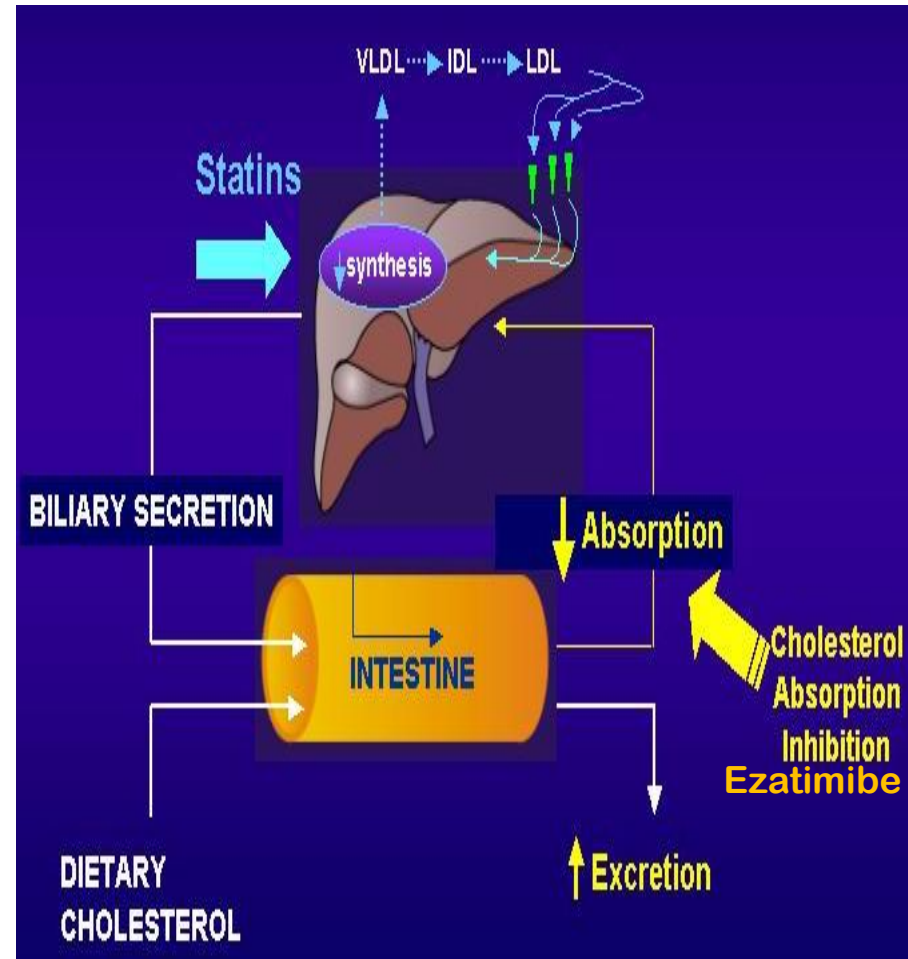 VLDL IDL LDL
Statins
synthesis
BILIARY SECRETION
Absorption
INTESTINE
Cholesterol
Absorption
Inhibition
Ezatimibe
DIETARY
CHOLESTEROL
Excretion